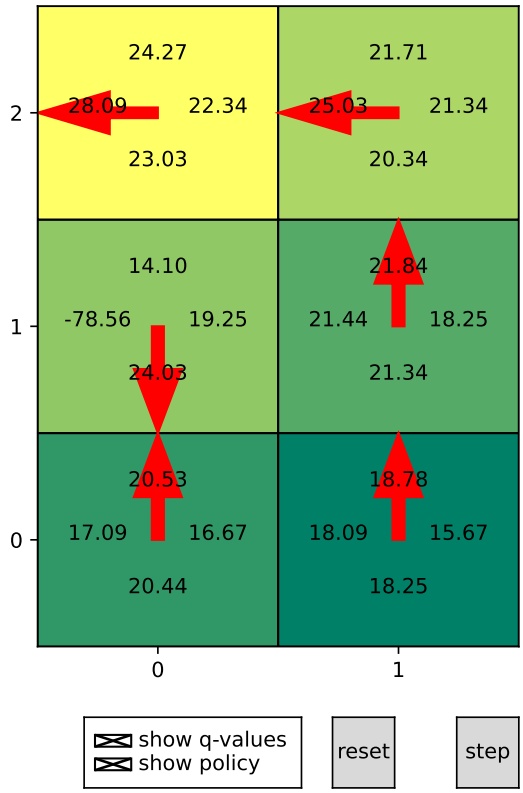 24.27 21.71
2 28.09 22.34 25.03 21.34
23.03 20.34
14.10 21.84
1 -78.56 19.25 21.44 18.25
24.03 21.34
20.53 18.78
0 17.09 16.67 18.09 15.67
20.44 18.25
0 1
show q-values
show policy
reset
step